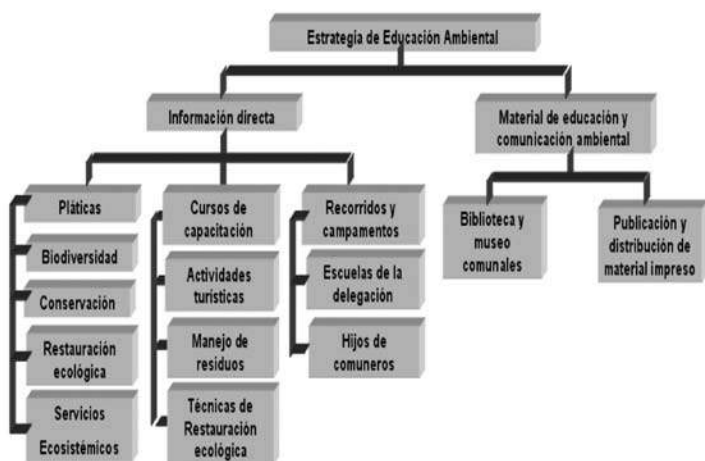 Estrategia de Educación Ambiental
Información directa
Material de educación y
comunicación ambiental
Pláticas
Biodiversidad
Conservación
Restauración
ecológica
Servicios
Ecosistémicos
Cursos de
capacitación
Actividades
turísticas
Manejo de
residuos
Técnicas de
Restauración
ecológica
Recorridos y
campamentos
Escuelas de la
delegación
Hijos de
comuneros
Biblioteca y
museo
comunales
Publicación y
distribución de
material impreso